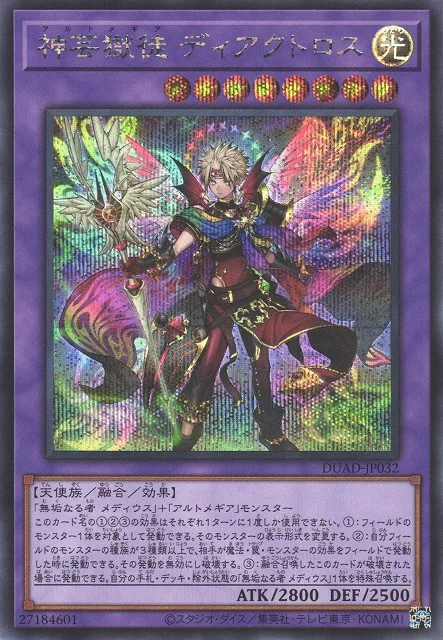 アルトメギア
神芸獄徒 ディアクトロス
光
DUAD-JP032
【天使族／融合／効果】
「無垢なる者 メディウス」＋「アルトメギア」モンスター
このカード名の①②③の効果はそれぞれ１ターンに１度しか使用できない。①：フィールドの
モンスター１体を対象として発動できる。そのモンスターの表示形式を変更する。②：自分フィー
ルドのモンスターの種族が３種類以上で、相手が魔法・罠・モンスターの効果をフィールドで発動
した時に発動できる。その発動を無効にし破壊する。③：融合召喚したこのカードが破壊された
場合に発動できる。自分の手札・デッキ・除外状態の「無垢なる者 メディウス」１体を特殊召喚する。
ATK/2800 DEF/2500
27184601
©スタジオ・ダイス／集英社・テレビ東京・KONAMI